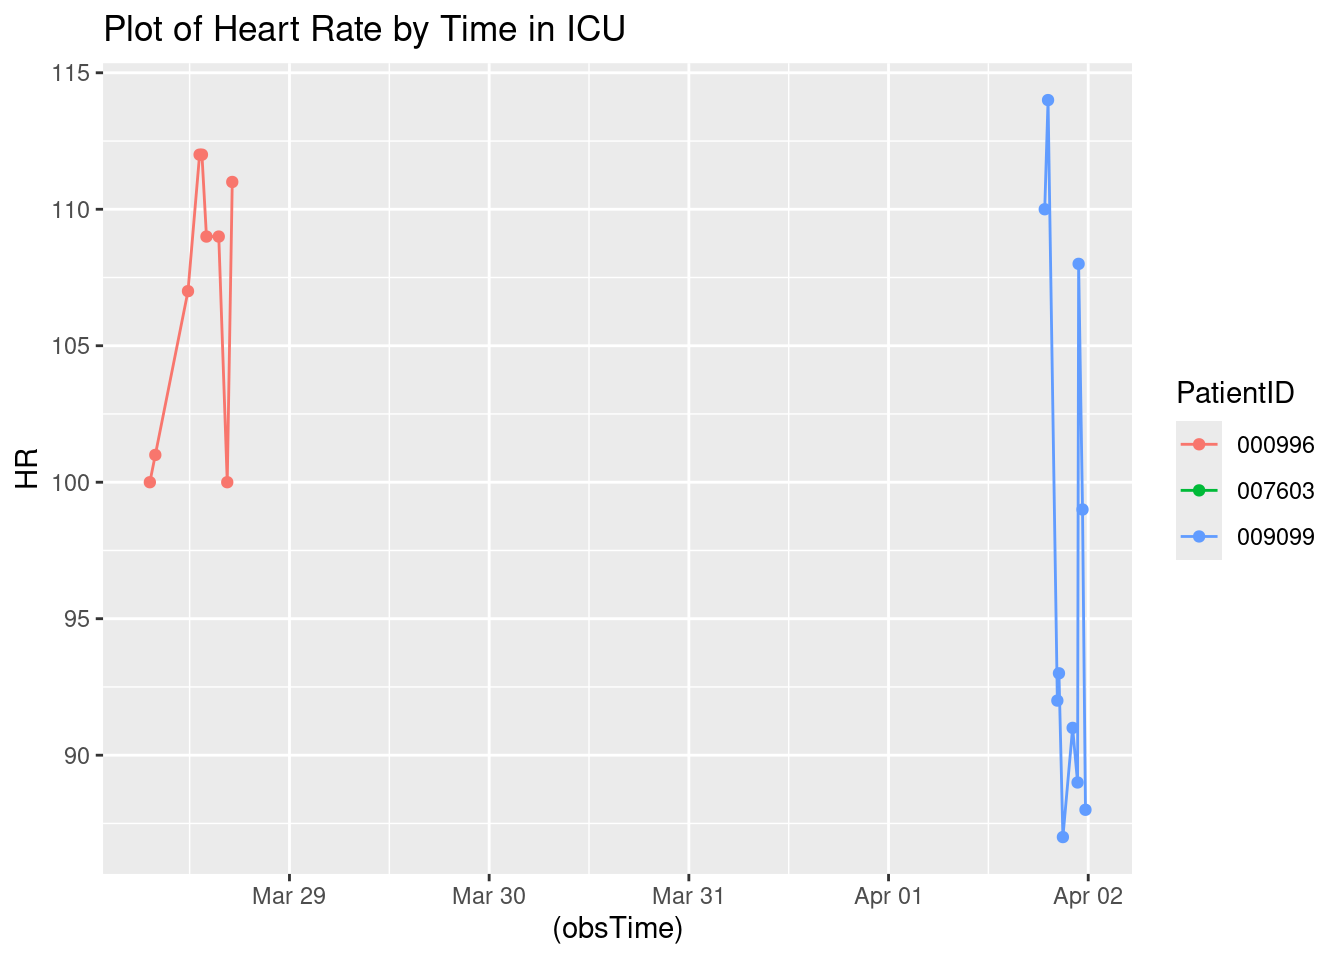 Plot of Heart Rate by Time in ICU
115
110
105
100
95
90
HR
Mar 29
Mar 30
Mar 31
Apr 01
Apr 02
(obsTime)
PatientID
000996
007603
009099